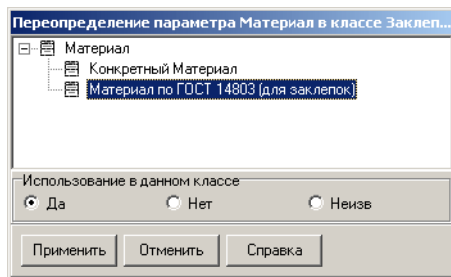 Переопределение параметра Материал в классе Заклеп...
Материал
Конкретный Материал
Материал по ГОСТ 14803 (для заклепок)
Использование в данном классе
Да Нет Неизв
Применить Отменить Справка